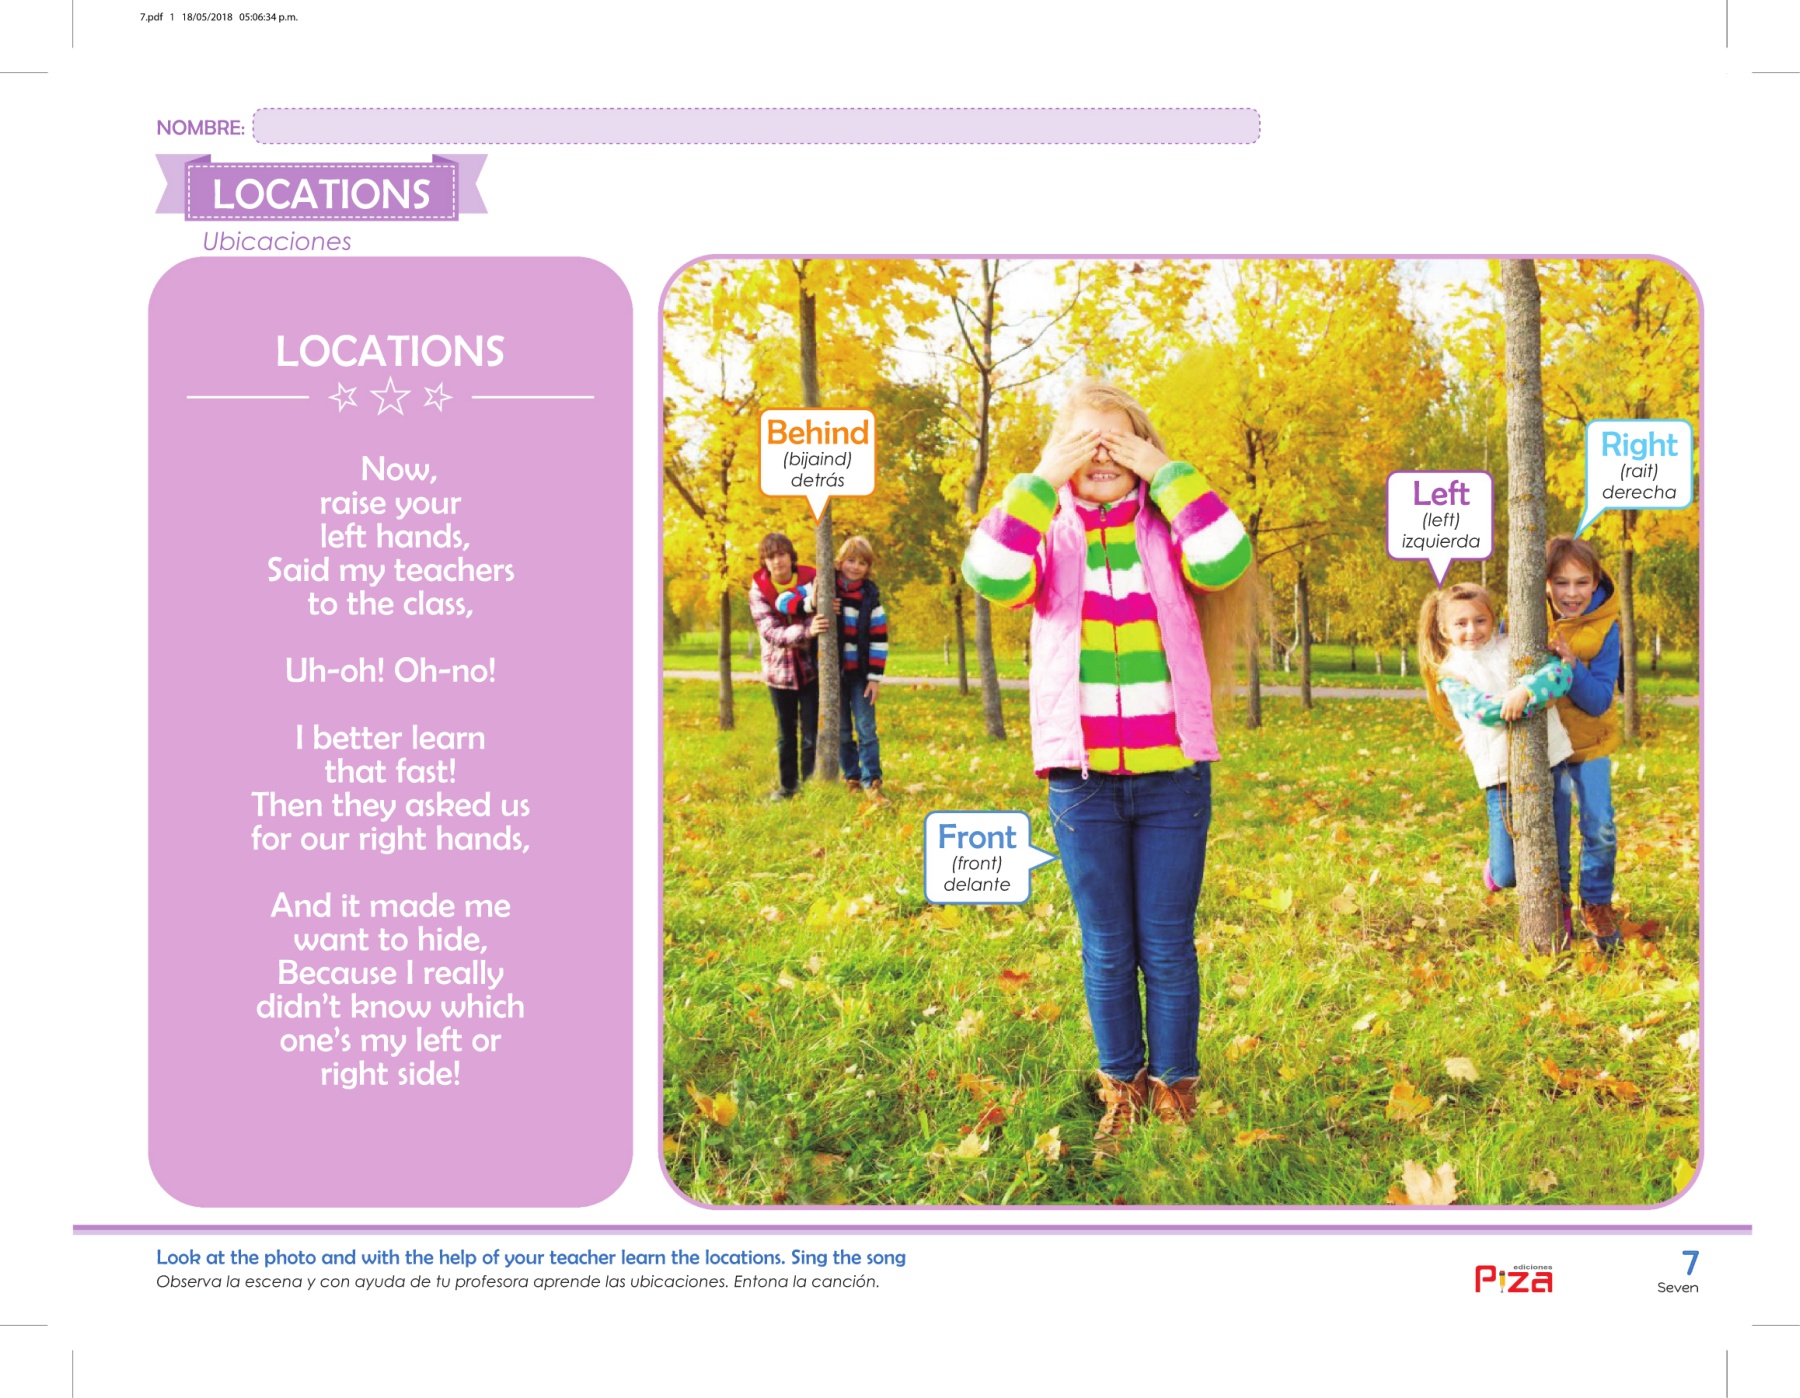 7.pdf 1 18/05/2018 05:06:34 p.m.
NOMBRE:
LOCATIONS
Ubicaciones
LOCATIONS
Now,
raise your
left hands,
Said my teachers
to the class,
Uh-oh! Oh-no!
I better learn
that fast!
Then they asked us
for our right hands,
And it made me
want to hide,
Because I really
didn't know which
one's my left or
right side!
Behind
(bijaind)
detrás
Right
(rait)
derecha
Left
(left)
izquierda
Front
(front)
delante
Look at the photo and with the help of your teacher learn the locations. Sing the song
Observa la escena y con ayuda de tu profesora aprende las ubicaciones. Entona la canción.
ediciones
Piza
7
Seven